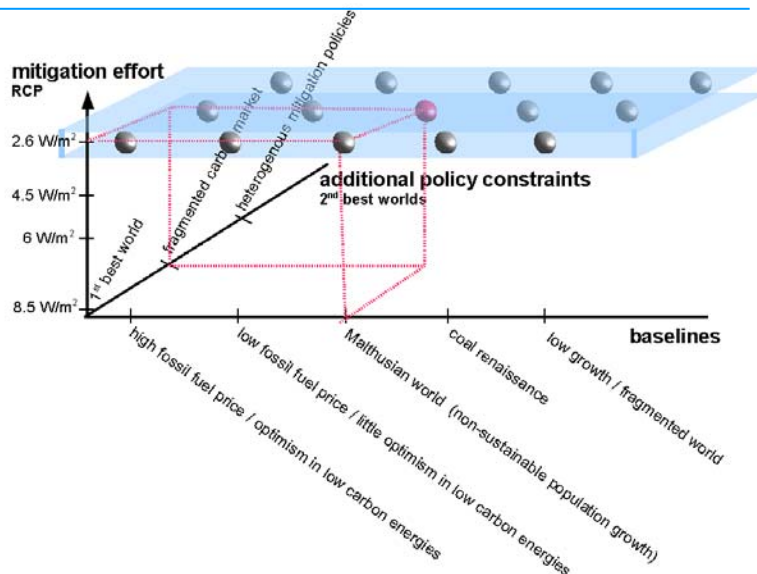 mitigation effort
RCP
2.6 W/m²
4.5 W/m²
6 W/m²
8.5 W/m²
1st best world
fragmented carbon market
heterogenous mitigation policies
additional policy constraints
2nd best worlds
baselines
high fossil fuel price / optimism in low carbon energies
low fossil fuel price / little optimism in low carbon energies
Malthusian world (non-sustainable population growth)
coal renaissance
low growth / fragmented world